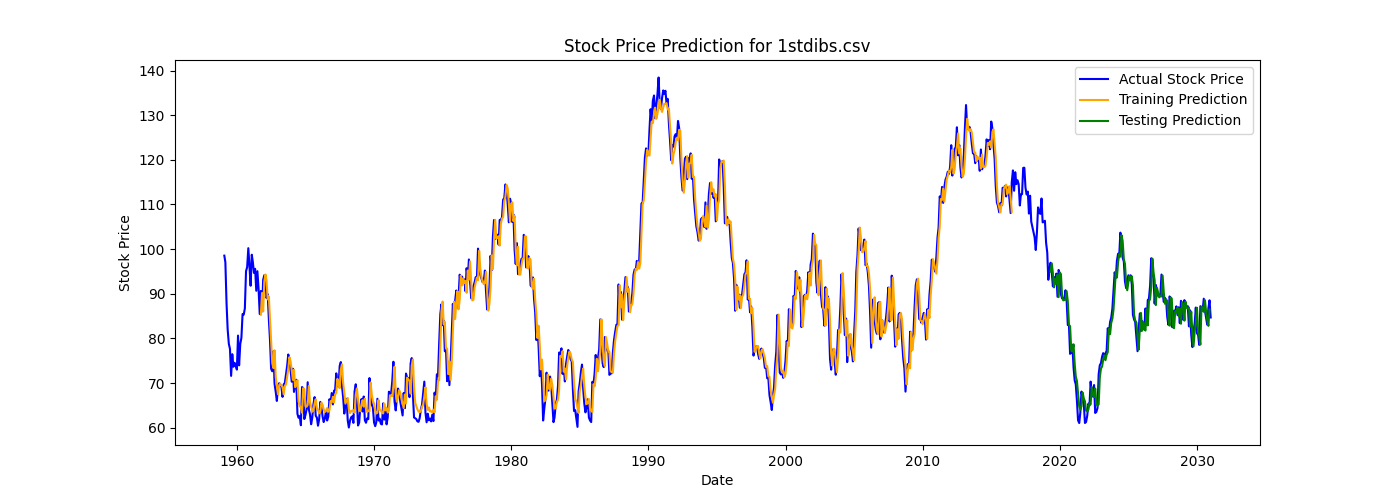 Stock Price Prediction for 1stdibs.csv
Actual Stock Price
Training Prediction
Testing Prediction
Stock Price
140
130
120
110
100
90
80
70
60
1960 1970 1980 1990 2000 2010 2020 2030
Date